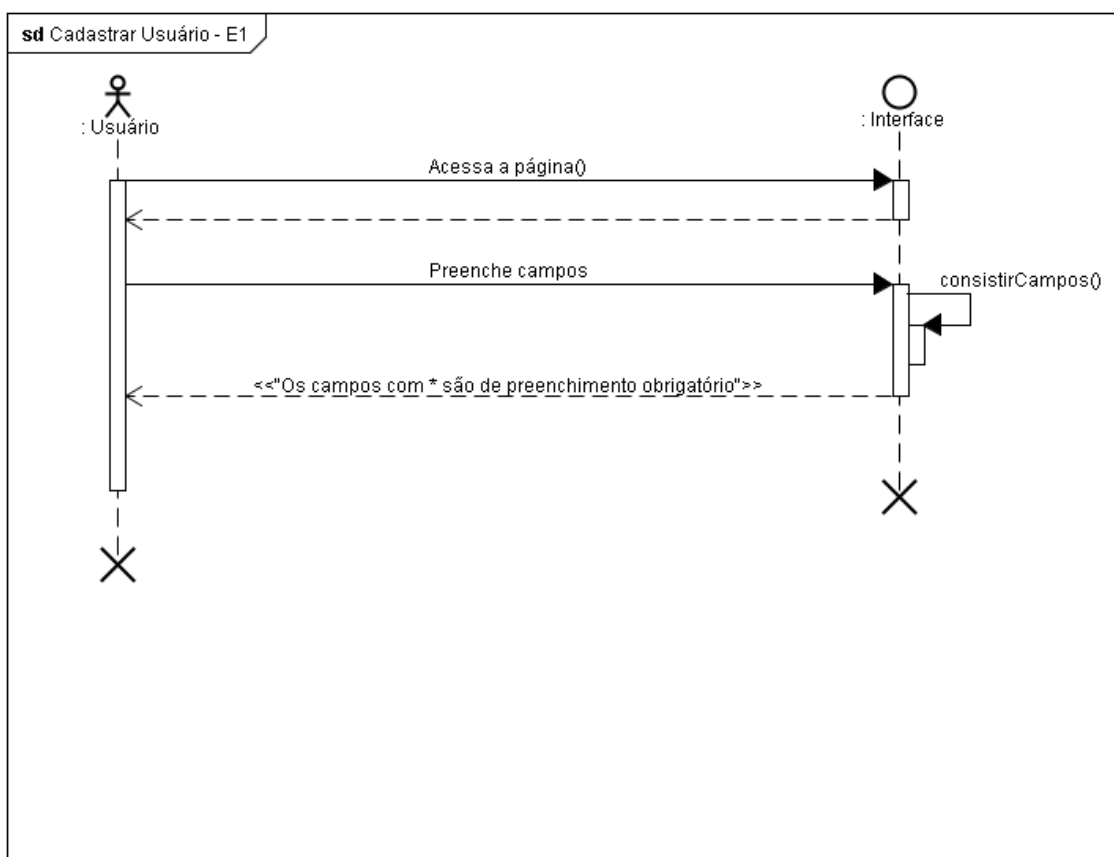 sd Cadastrar Usuário - E1
: Usuário
: Interface
Acessa a página()
Preenche campos
consistirCampos()
<<"Os campos com * são de preenchimento obrigatório">>